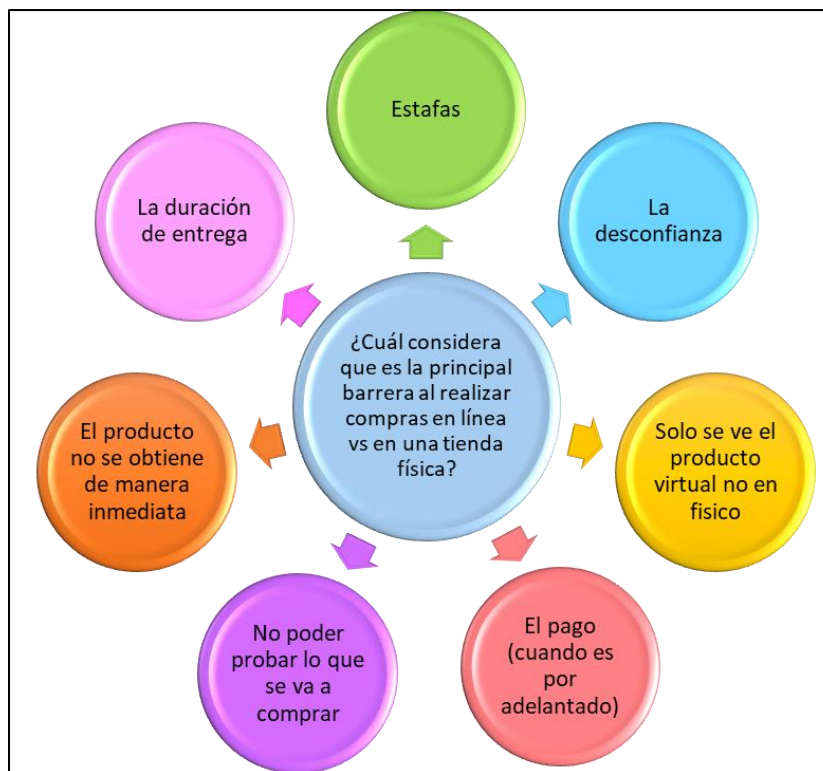 Estafas
La
desconfianza
Solo se ve el
producto
virtual no en
fisico
El pago
(cuando es
por
adelantado)
No poder
probar lo que
se va a
comprar
El producto
no se obtiene
de manera
inmediata
La duración
de entrega
¿Cuál considera
que es la principal
barrera al realizar
compras en línea
vs en una tienda
física?